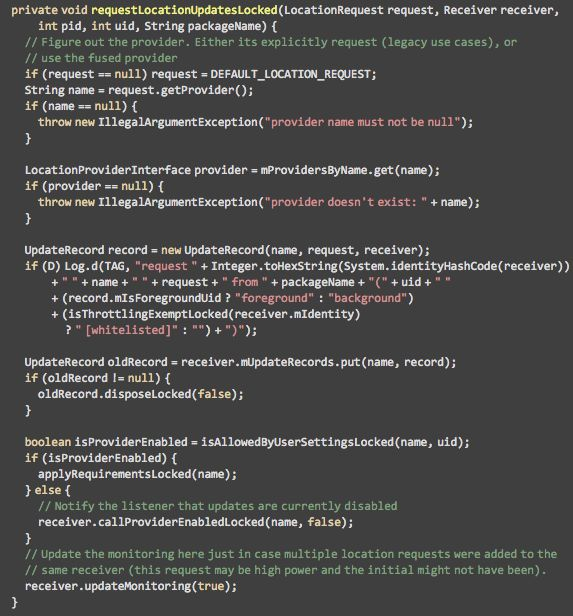 private void requestLocationUpdatesLocked(LocationRequest request, Receiver receiver,
int pid, int uid, String packageName) {
// Figure out the provider. Either its explicitly request (legacy use cases), or
// use the fused provider
if (request == null) request = DEFAULT_LOCATION_REQUEST;
String name = request.getProvider();
if (name == null) {
throw new IllegalArgumentException("provider name must not be null");
}
LocationProviderInterface provider = mProvidersByName.get(name);
if (provider == null) {
throw new IllegalArgumentException("provider doesn't exist: " + name);
}
UpdateRecord record = new UpdateRecord(name, request, receiver);
if (D) Log.d(TAG, "request " + Integer.toHexString(System.identityHashCode(receiver))
+ " " + name + " " + request + " from " + packageName + "(" + uid + " "
+ (record.mIsForegroundUid ? "foreground" : "background")
+ (isThrottlingExemptLocked(receiver.mIdentity)
? " [whitelisted]" : "") + ")");
UpdateRecord oldRecord = receiver.mUpdateRecords.put(name, record);
if (oldRecord != null) {
oldRecord.disposeLocked(false);
}
boolean isProviderEnabled = isAllowedByUserSettingsLocked(name, uid);
if (isProviderEnabled) {
applyRequirementsLocked(name);
} else {
// Notify the listener that updates are currently disabled
receiver.callProviderEnabledLocked(name, false);
}
// Update the monitoring here just in case multiple location requests were added to the
// same receiver (this request may be high power and the initial might not have been).
receiver.updateMonitoring(true);
}